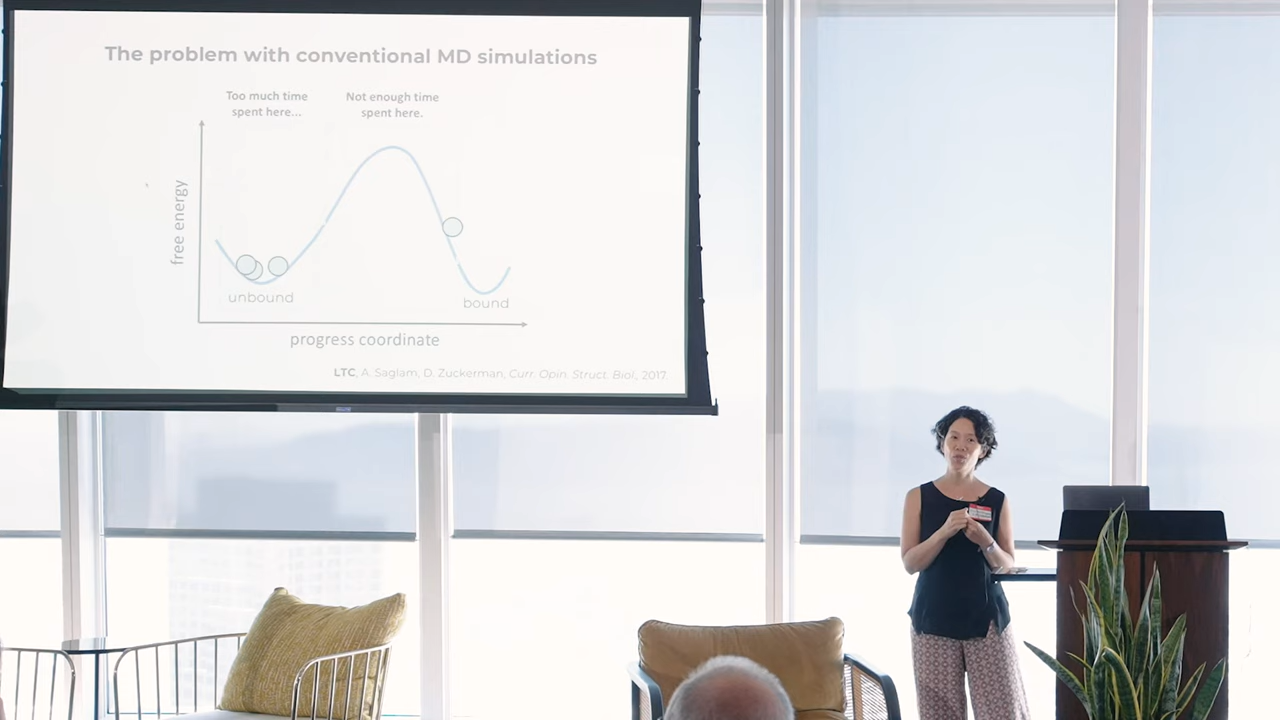 The problem with conventional MD simulations
Too much time
spent here...
Not enough time
spent here.
free energy
unbound
bound
progress coordinate
LTC, A. Saglam, D. Zuckerman, Curr. Opin. Struct. Biol., 2017.